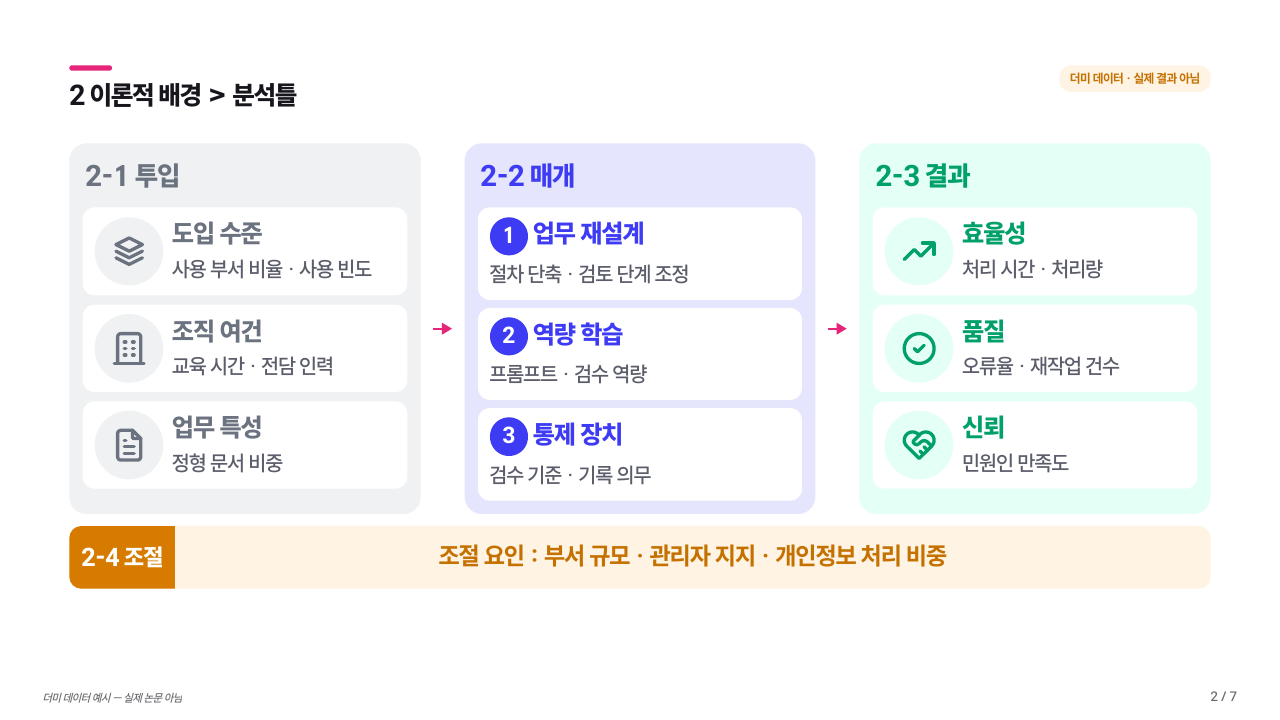 2 이론적 배경 > 분석틀
더미 데이터 · 실제 결과 아님
2-1 투입
도입 수준
사용 부서 비율 · 사용 빈도
조직 여건
교육 시간 · 전담 인력
업무 특성
정형 문서 비중
2-2 매개
1 업무 재설계
절차 단축 · 검토 단계 조정
2 역량 학습
프롬프트 · 검수 역량
3 통제 장치
검수 기준 · 기록 의무
2-3 결과
효율성
처리 시간 · 처리량
품질
오류율 · 재작업 건수
신뢰
민원인 만족도
2-4 조절
조절 요인 : 부서 규모 · 관리자 지지 · 개인정보 처리 비중
더미 데이터 예시 — 실제 논문 아님
2 / 7